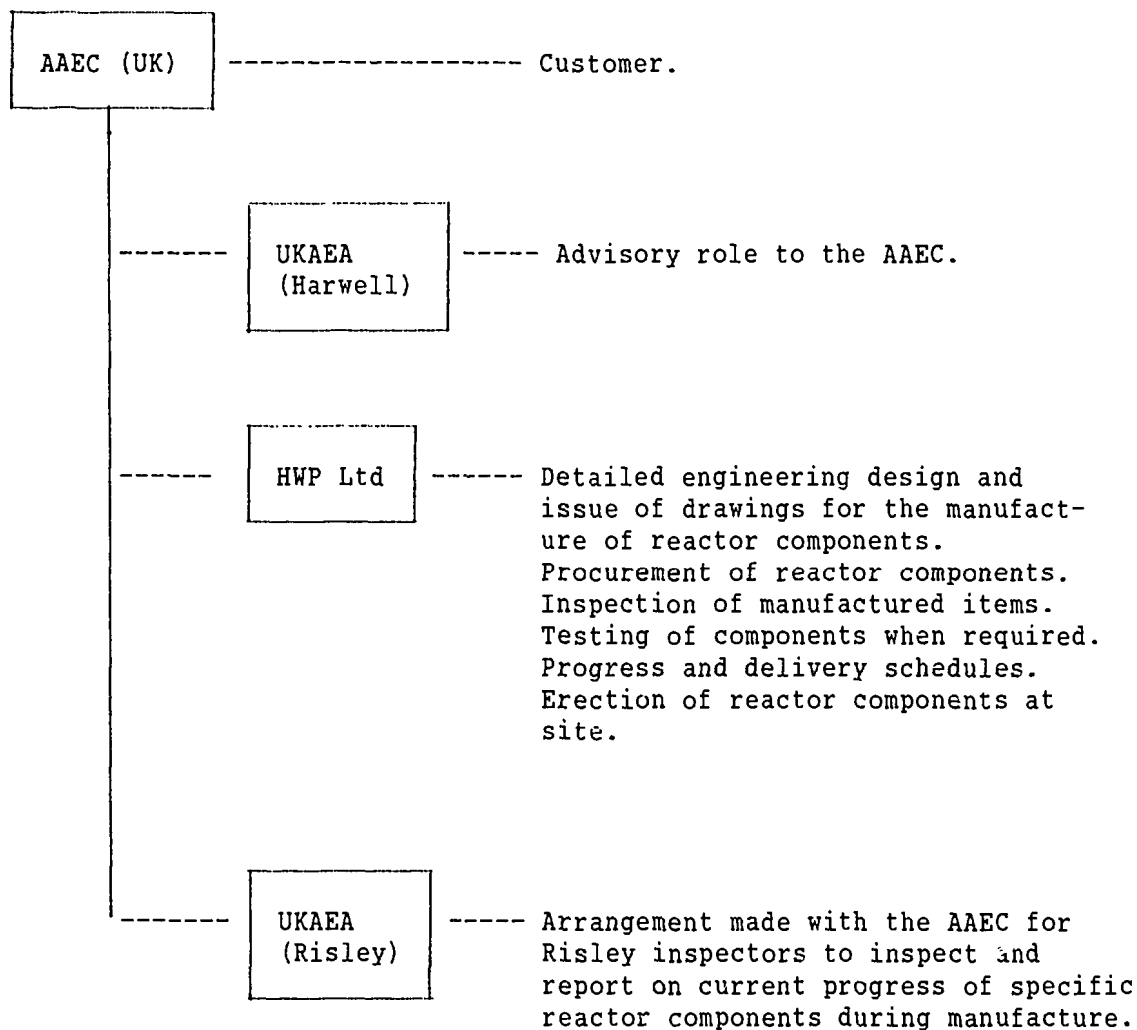 AAEC (UK) ------------------ Customer.
UKAEA ----- Advisory role to the AAEC.
(Harwell)
HWP Ltd ------ Detailed engineering design and
issue of drawings for the manufact-
ure of reactor components.
Procurement of reactor components.
Inspection of manufactured items.
Testing of components when required.
Progress and delivery schedules.
Erection of reactor components at
site.
UKAEA ----- Arrangement made with the AAEC for
(Risley) Risley inspectors to inspect and
report on current progress of specific
reactor components during manufacture.